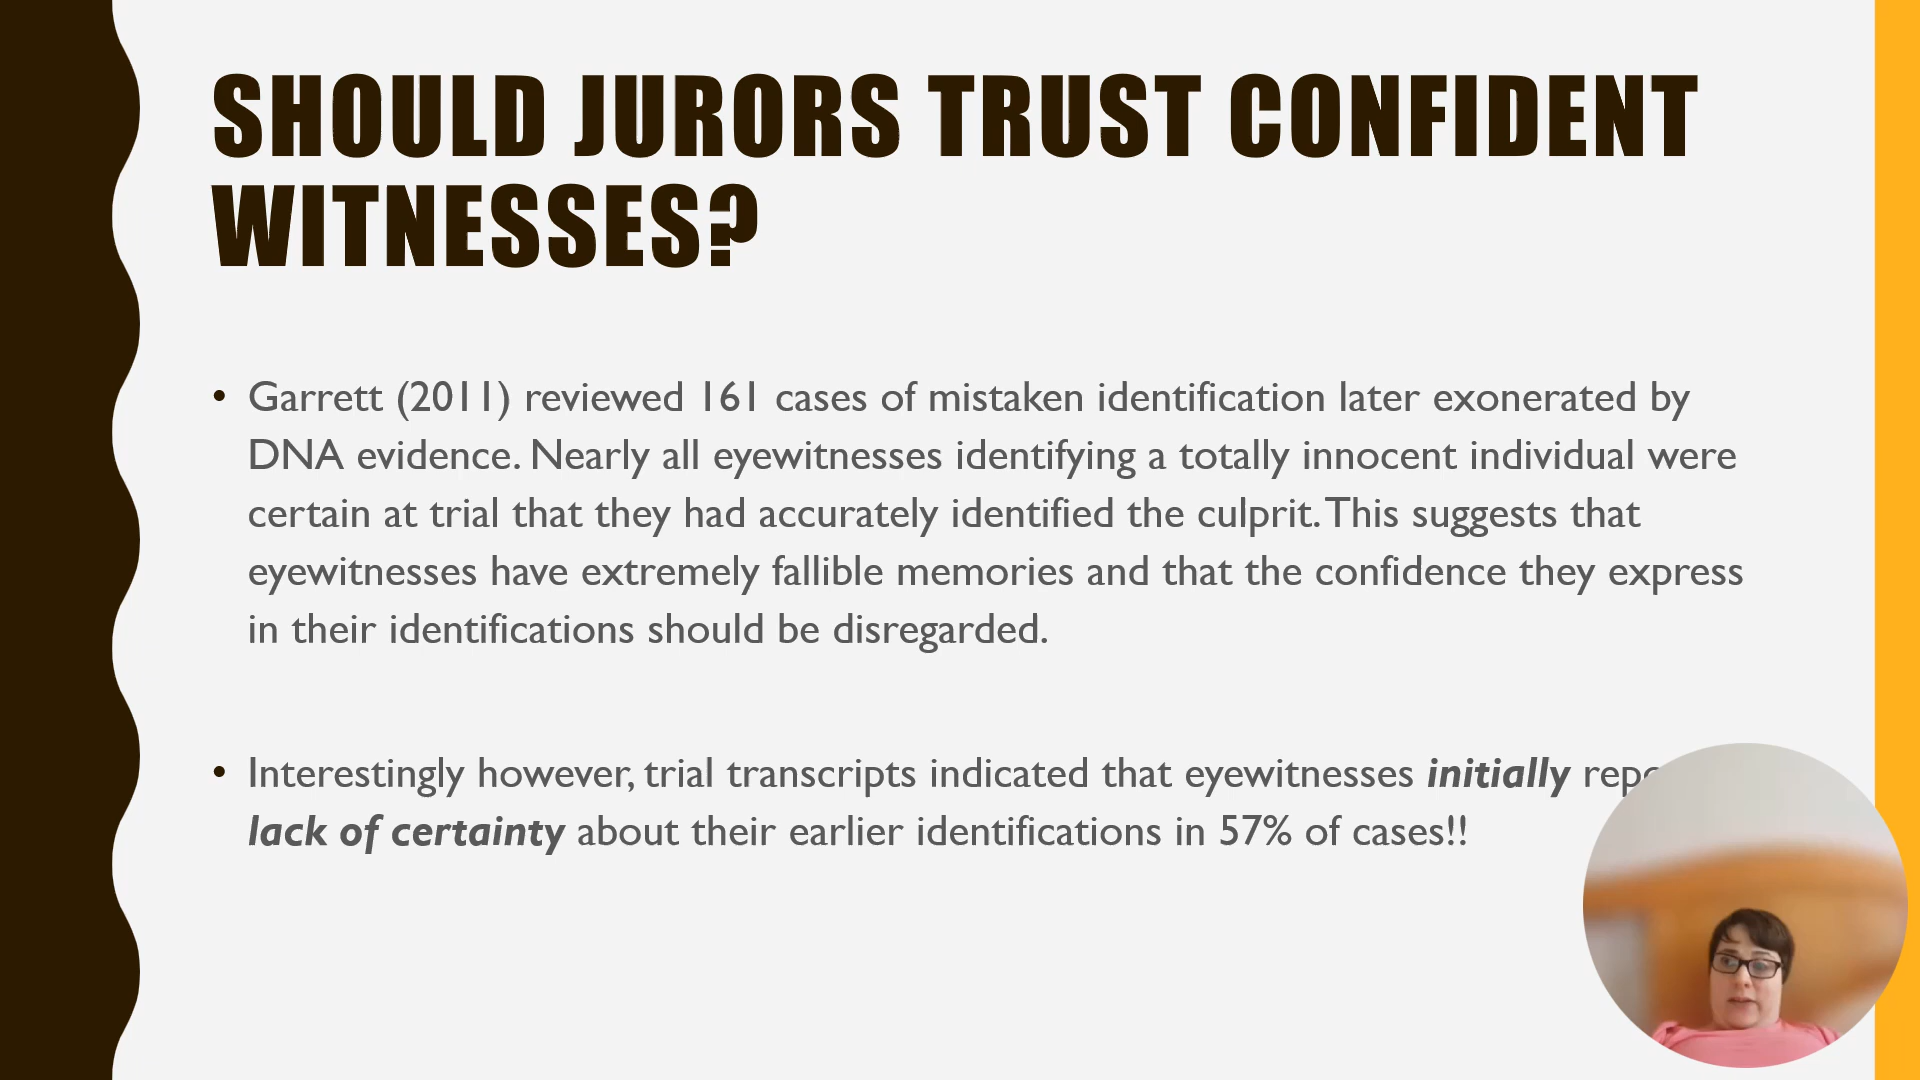 SHOULD JURORS TRUST CONFIDENT
WITNESSES?
• Garrett (2011) reviewed 161 cases of mistaken identification later exonerated by
DNA evidence. Nearly all eyewitnesses identifying a totally innocent individual were
certain at trial that they had accurately identified the culprit. This suggests that
eyewitnesses have extremely fallible memories and that the confidence they express
in their identifications should be disregarded.
• Interestingly however, trial transcripts indicated that eyewitnesses initially
lack of certainty about their earlier identifications in 57% of cases!!